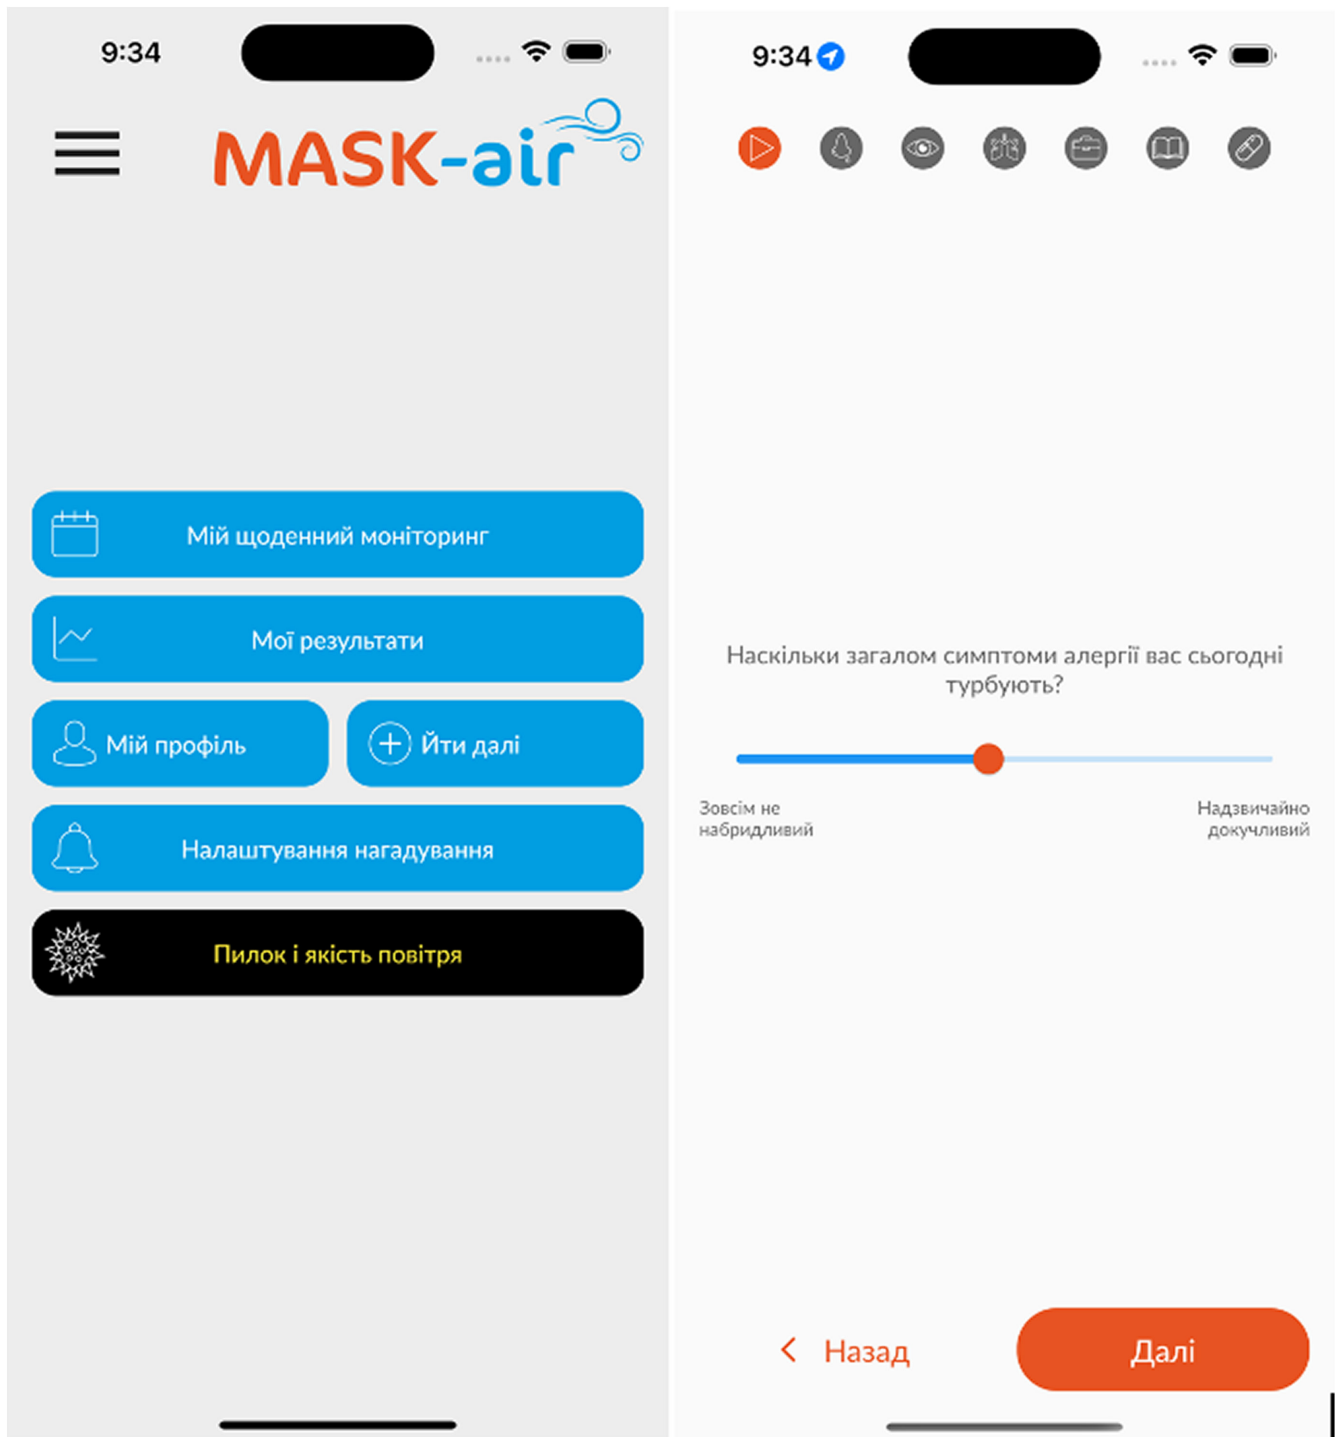 9:34
MASK-air
Мій щоденний моніторинг
Мої результати
Мій профіль
Йти далі
Налаштування нагадування
Пилок і якість повітря
9:34
Наскільки загалом симптоми алергії вас сьогодні
турбують?
Зовсім не
набридливий
Надзвичайно
докучливий
Назад
Далі